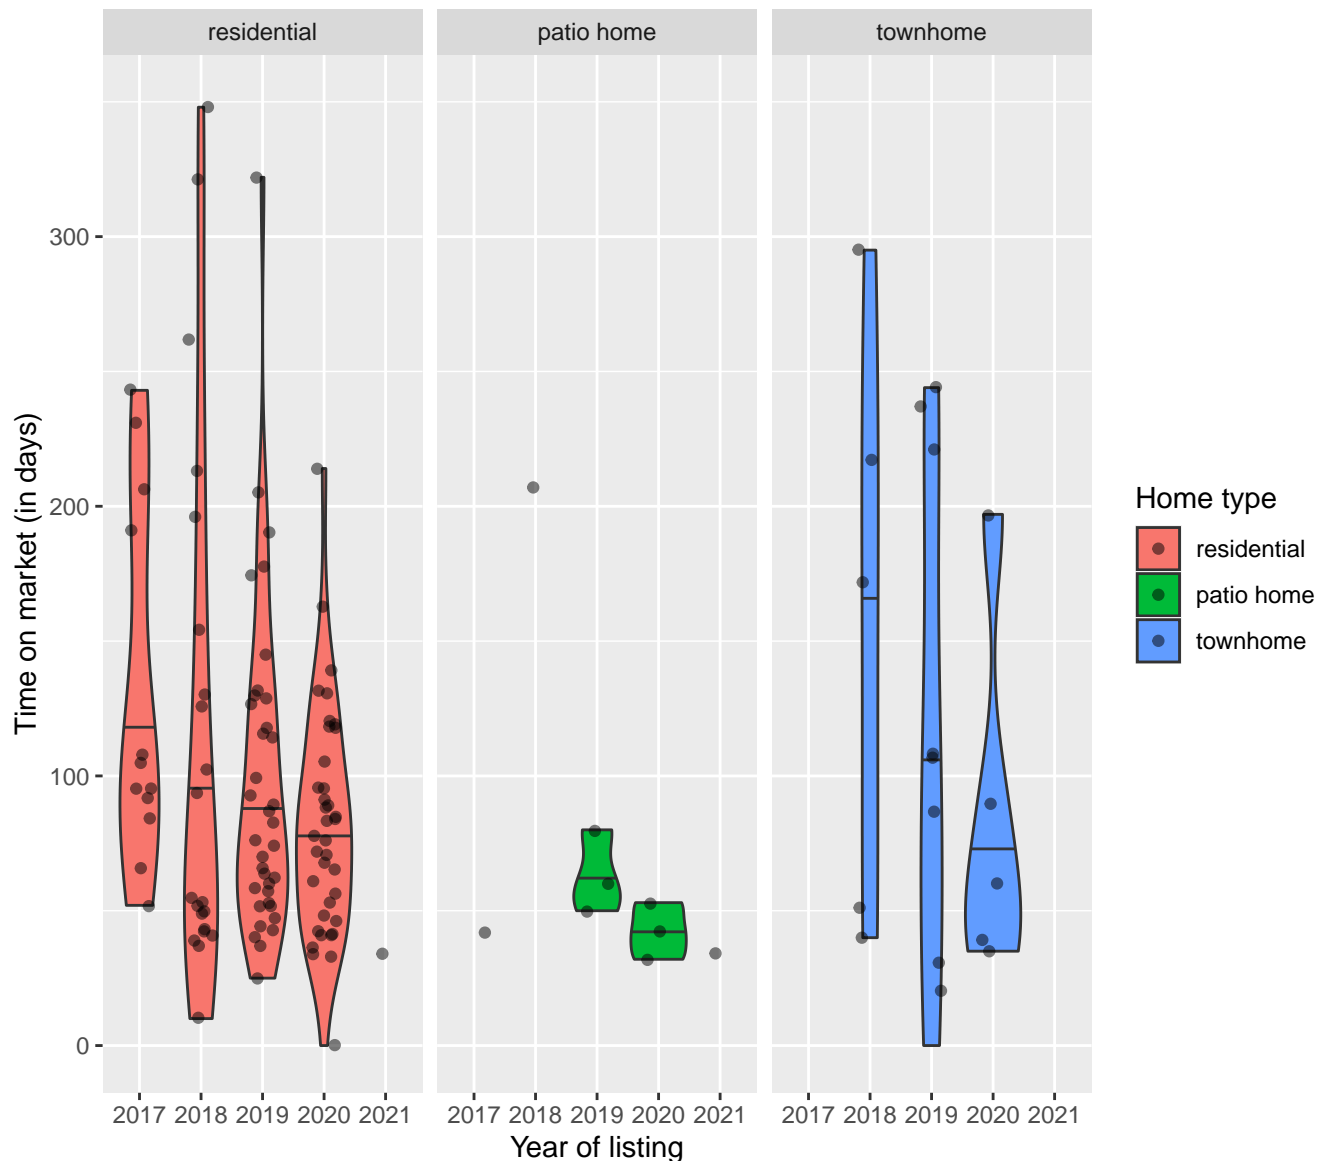 residential patio home townhome
300
200
100
0
Time on market (in days)
2017 2018 2019 2020 2021 2017 2018 2019 2020 2021 2017 2018 2019 2020 2021
Year of listing
Home type
residential
patio home
townhome